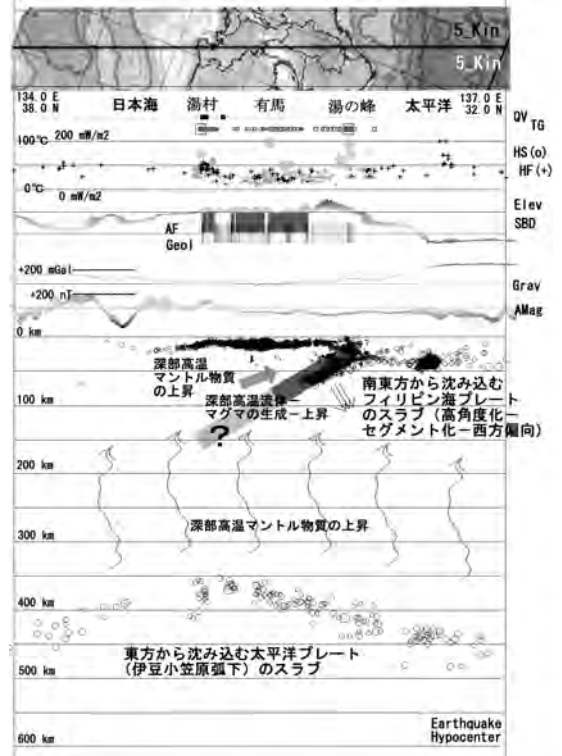 5_Kin
5_Kin
134.0 E
38.0 N
日本海
湯村
有馬
湯の峰
太平洋
137.0 E
32.0 N
QV
TG
100℃
200 mW/m2
HS(o)
HF(+)
0℃
0 mW/m2
Elev
SBD
AF
Geol
+200 mGal
Grav
+200 nT
AMag
0 km
深部高温
マントル物質
の上昇
深部高温流体ー
マグマの生成ー上昇
南東方から沈み込む
フィリピン海プレート
のスラブ（高角度化ー
セグメント化ー西方偏向）
100 km
?
200 km
深部高温マントル物質の上昇
300 km
400 km
東方から沈み込む太平洋プレート
（伊豆小笠原弧下）のスラブ
500 km
Earthquake
Hypocenter
600 km